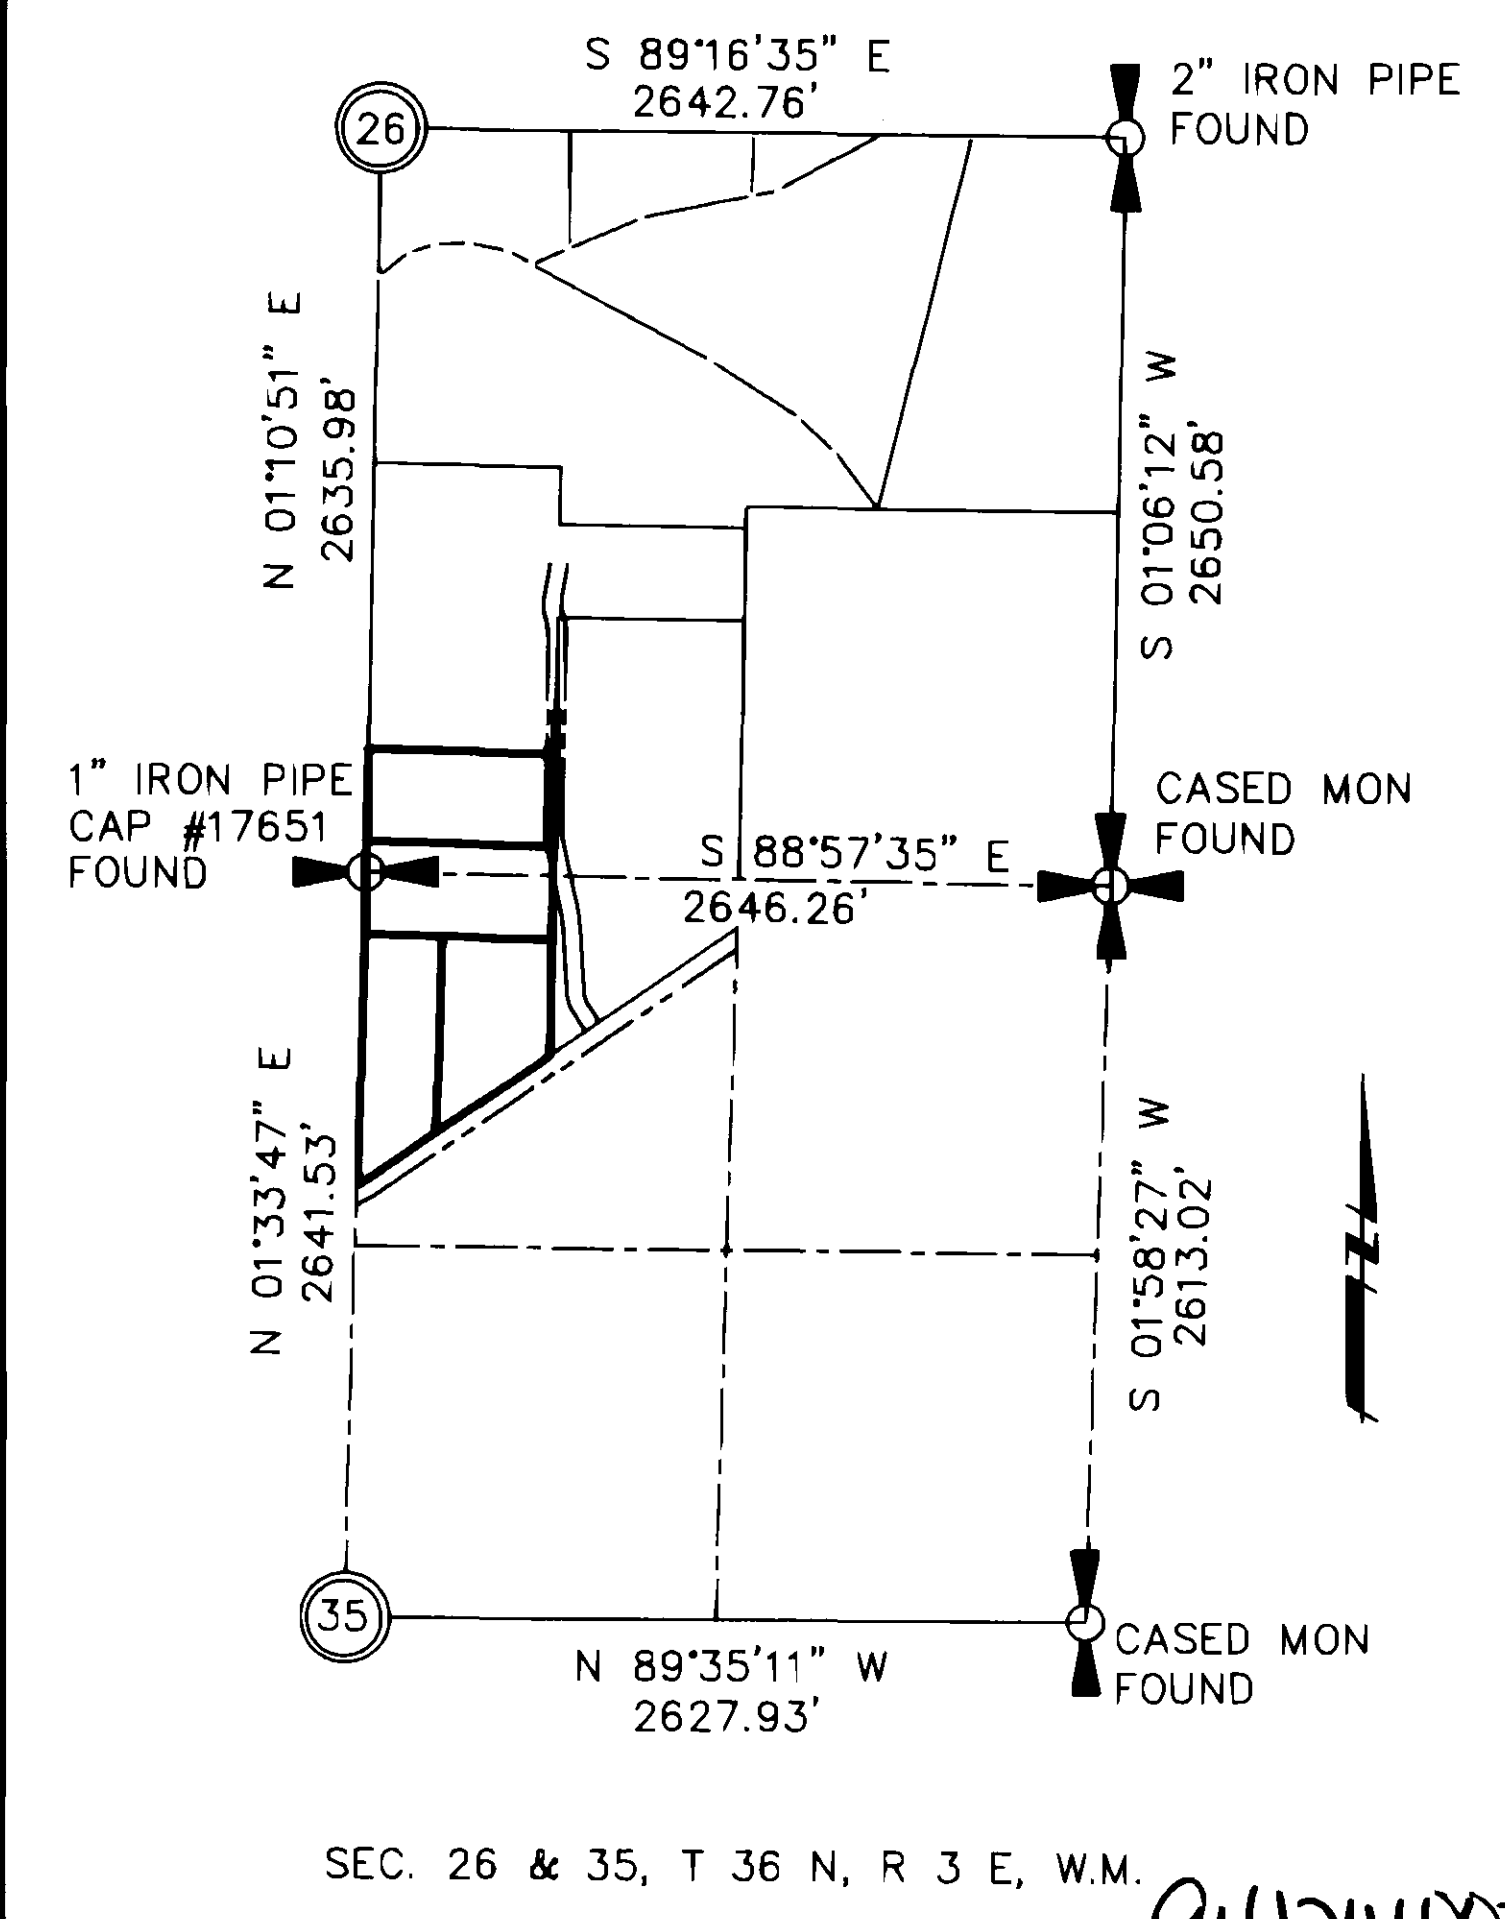 S 89°16'35" E
2642.76'
26
2" IRON PIPE
FOUND
N 01°10'51" E
2635.98'
S 01°06'12" W
2650.58'
1" IRON PIPE
CAP #17651
FOUND
CASED MON
FOUND
S 88°57'35" E
2646.26'
N 01°33'47" E
2641.53'
S 01°58'27" W
2613.02'
N
35
N 89°35'11" W
2627.93'
CASED MON
FOUND
SEC. 26 & 35, T 36 N, R 3 E, W.M.